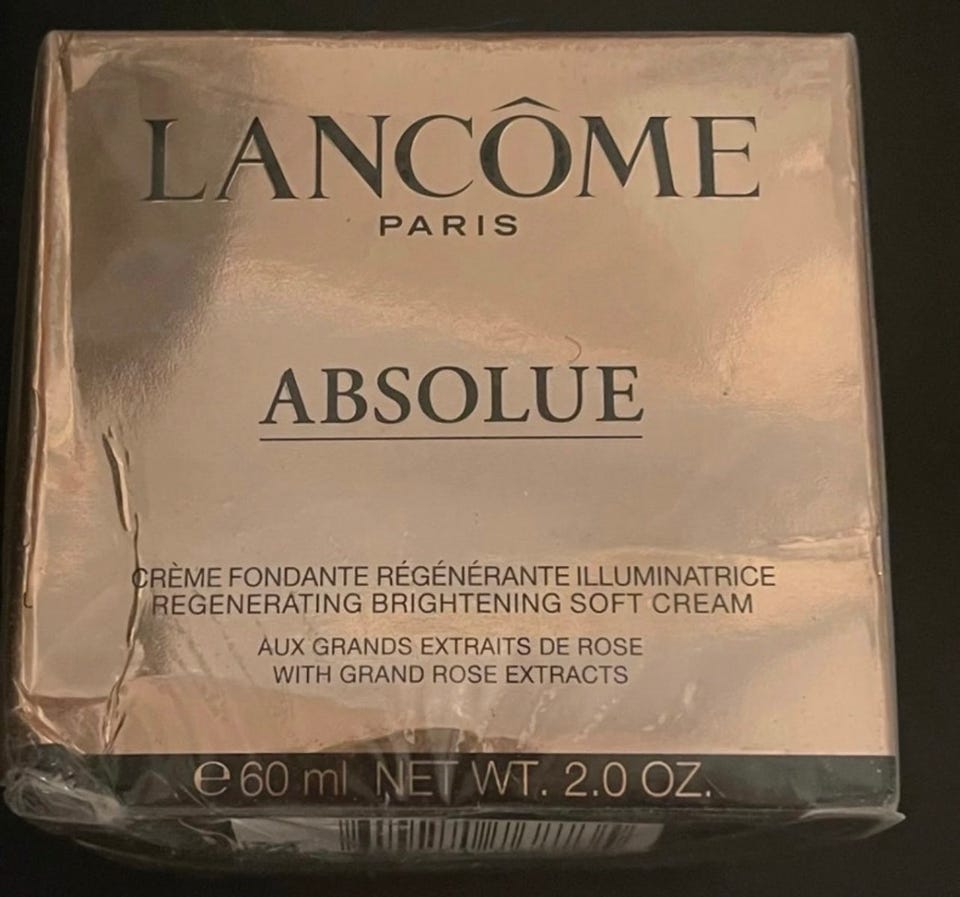 LANCÔME
PARIS
ABSOLUE
CRÈME FONDANTE RÉGÉNÉRANTE ILLUMINATRICE
REGENERATING BRIGHTENING SOFT CREAM
AUX GRANDS EXTRAITS DE ROSE
WITH GRAND ROSE EXTRACTS
℮ 60 ml NET WT. 2.0 OZ.